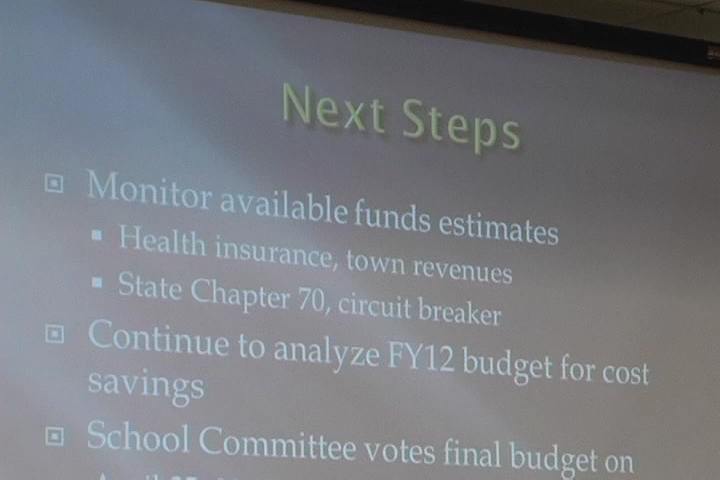 Next Steps
Monitor available funds estimates
Health insurance, town revenues
State Chapter 70, circuit breaker
Continue to analyze FY12 budget for cost
savings
School Committee votes final budget on